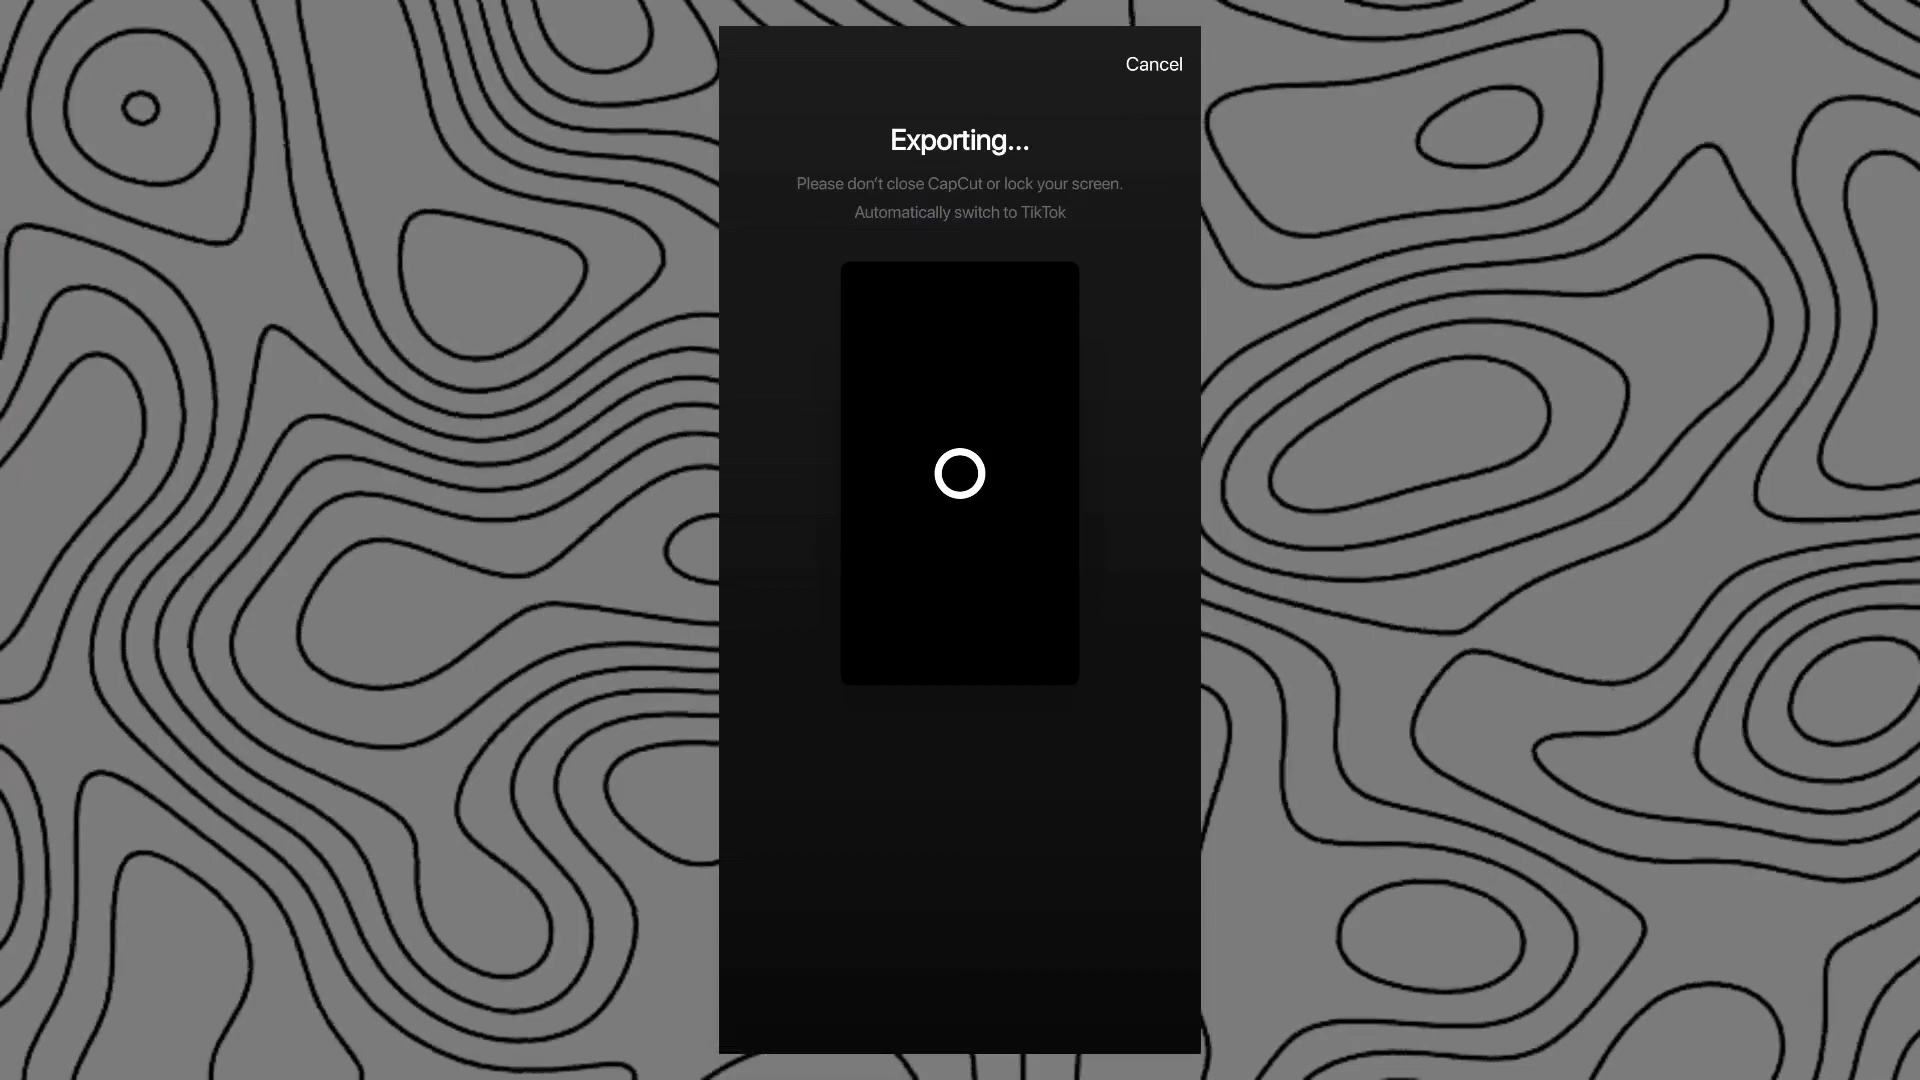 Cancel
Exporting...
Please don't close CapCut or lock your screen.
Automatically switch to TikTok